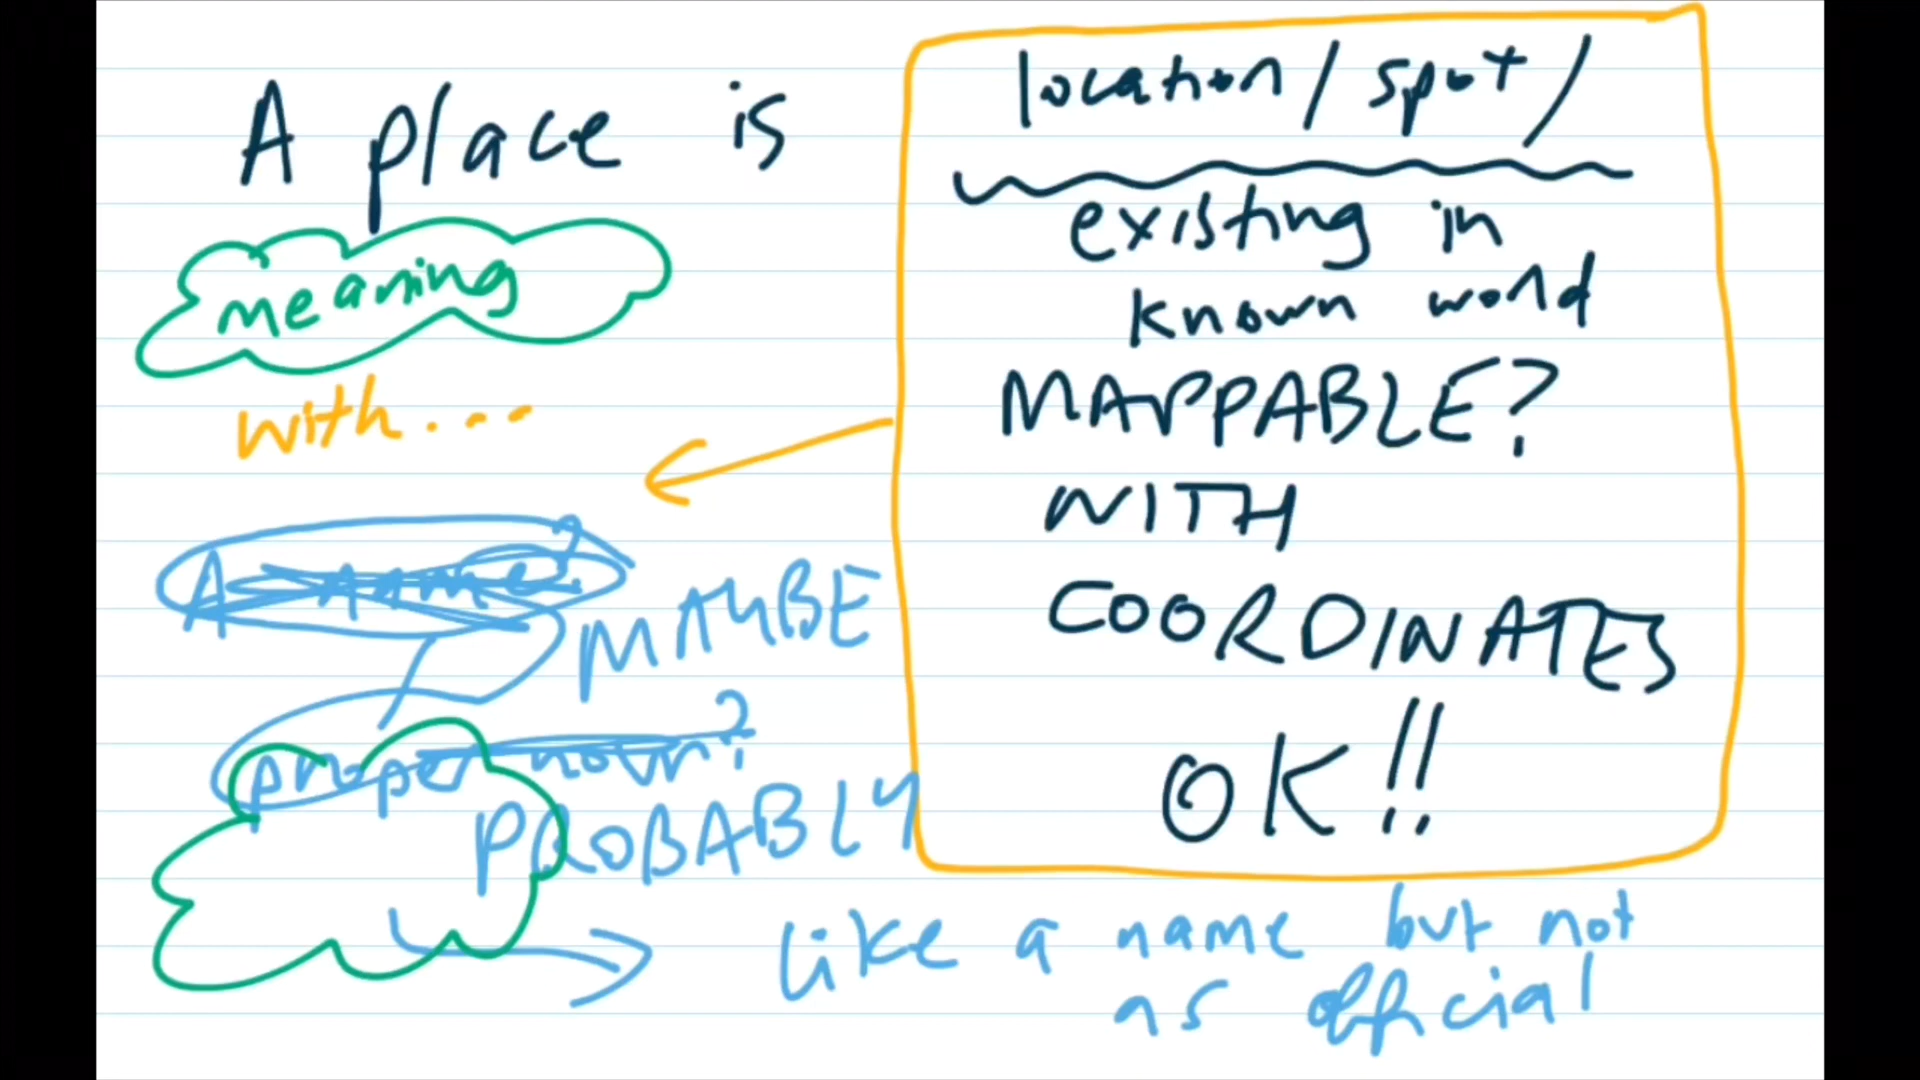 A place is
meaning
with....
A name?
MAYBE
proper noun?
PROBABLY
like a name but not
as official
location/spot/
existing in
known world
MAPPABLE?
WITH
COORDINATES
OK!!